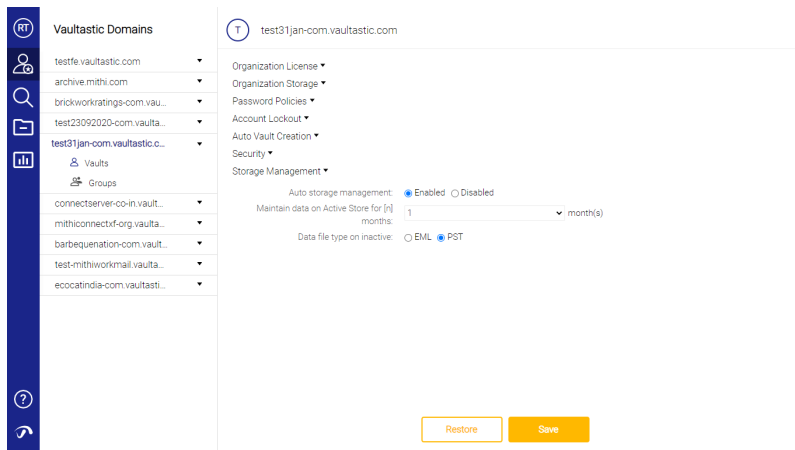 RT
Vaultastic Domains
T
test31jan-com.vaultastic.com
testfe.vaultastic.com
archive.mithi.com
brickworkratings-com.vau...
test23092020-com.vaulta...
test31jan-com.vaultastic.c...
Vaults
Groups
connectserver-co-in.vault...
mithiconnectxf-org.vaulta...
barbequenation-com.vault...
test-mithiworkmail.vaulta...
ecocatindia-com.vaultasti...
Organization License
Organization Storage
Password Policies
Account Lockout
Auto Vault Creation
Security
Storage Management
Auto storage management: Enabled Disabled
Maintain data on Active Store for [n]
months: 1 month(s)
Data file type on inactive: EML PST
?
Restore Save